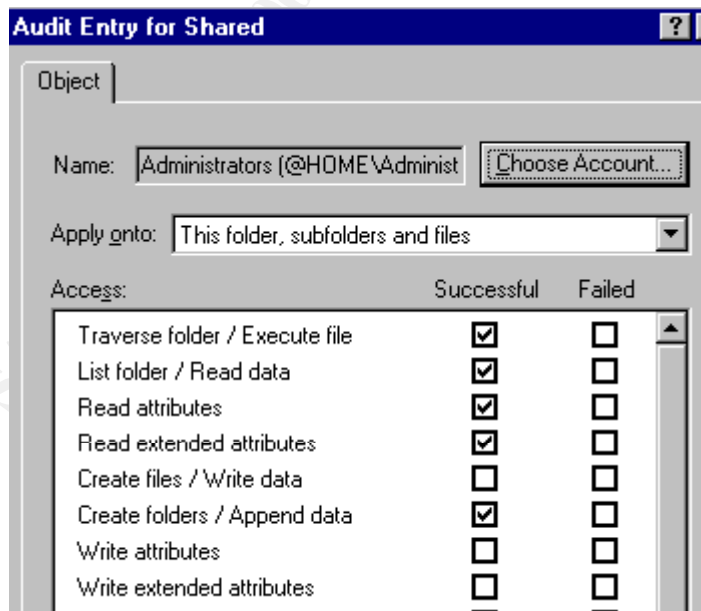 Audit Entry for Shared ?
Object
Name: Administrators (@HOME\Administ Choose Account...
Apply onto: This folder, subfolders and files
Access: Successful Failed
Traverse folder / Execute file
List folder / Read data
Read attributes
Read extended attributes
Create files / Write data
Create folders / Append data
Write attributes
Write extended attributes